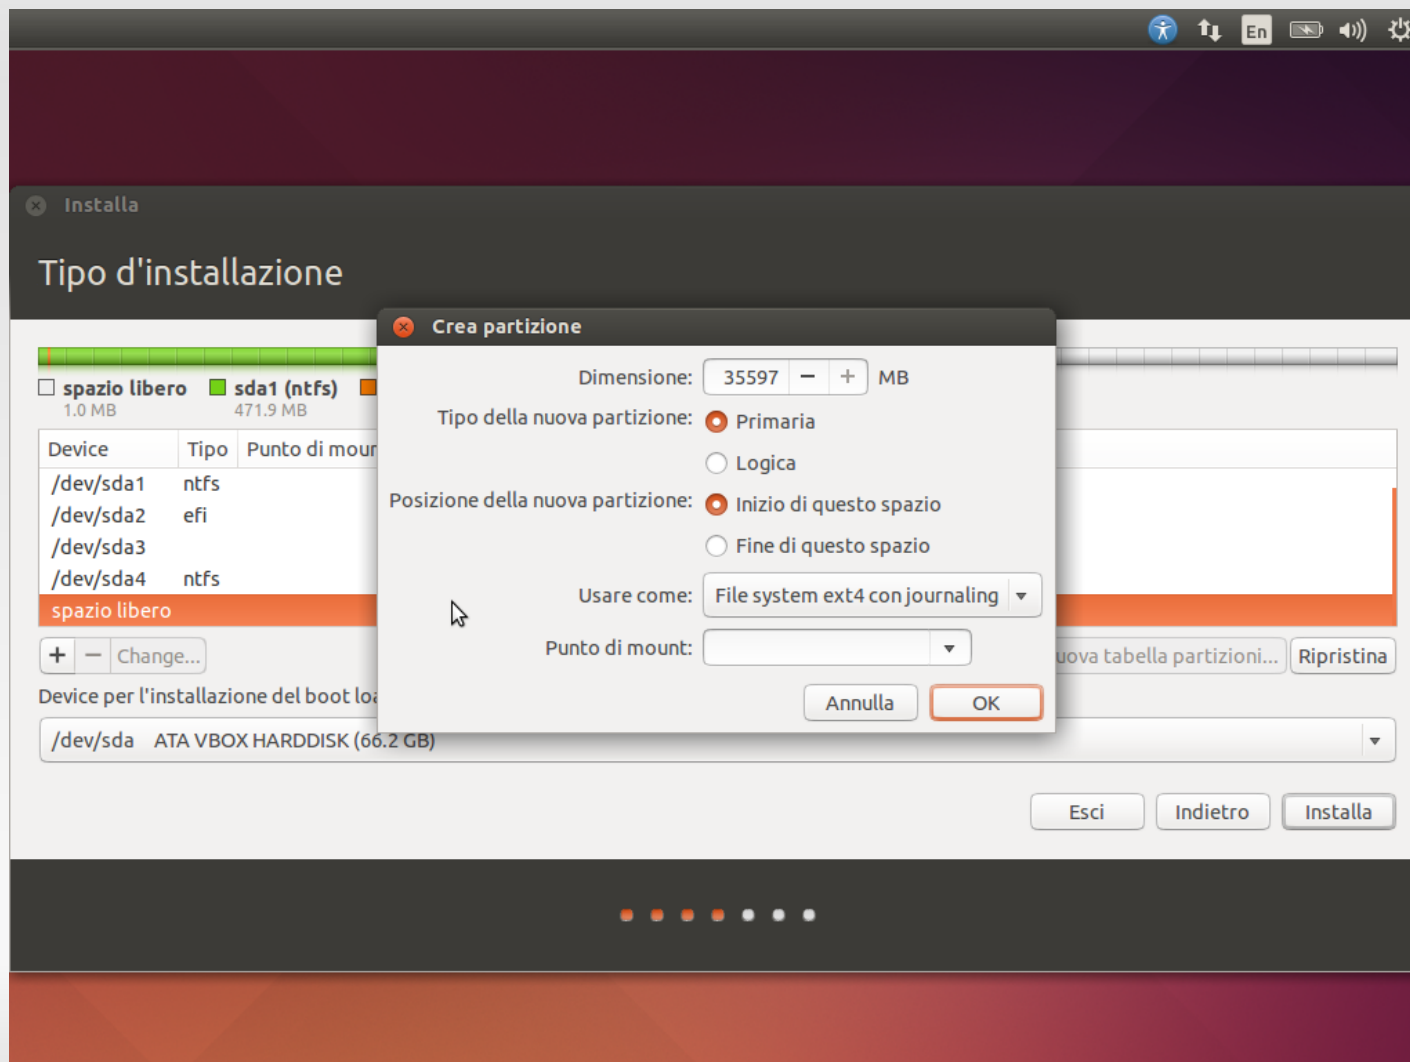 En
Installa
Tipo d'installazione
Crea partizione
Dimensione: 35597 − + MB
Tipo della nuova partizione: Primaria
Logica
Posizione della nuova partizione: Inizio di questo spazio
Fine di questo spazio
Usare come: File system ext4 con journaling
Punto di mount:
Annulla OK
spazio libero sda1 (ntfs)
1.0 MB 471.9 MB
Device Tipo Punto di moun
/dev/sda1 ntfs
/dev/sda2 efi
/dev/sda3
/dev/sda4 ntfs
spazio libero
+ − Change... uova tabella partizioni... Ripristina
Device per l'installazione del boot loa
/dev/sda ATA VBOX HARDDISK (66.2 GB)
Esci Indietro Installa